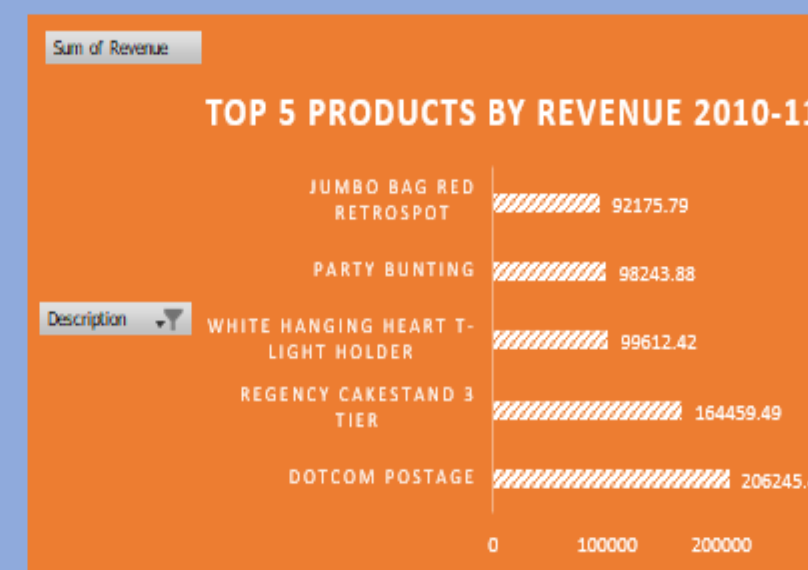 Sum of Revenue
TOP 5 PRODUCTS BY REVENUE 2010-11
JUMBO BAG RED
RETROSPOT
92175.79
PARTY BUNTING
98243.88
Description
WHITE HANGING HEART T-
LIGHT HOLDER
99612.42
REGENCY CAKESTAND 3
TIER
164459.49
DOTCOM POSTAGE
206245.
0 100000 200000